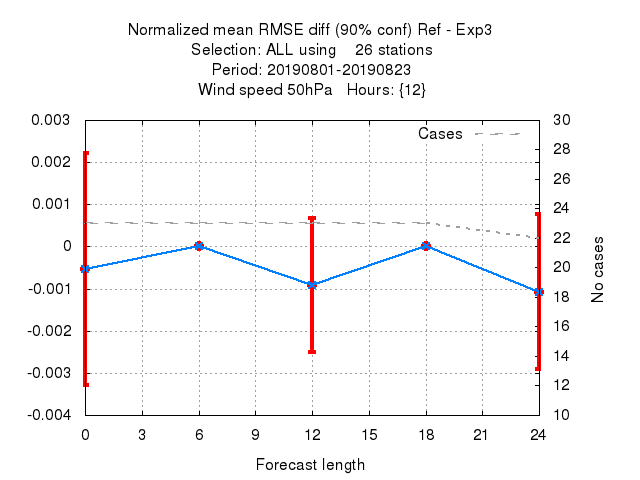 Normalized mean RMSE diff (90% conf) Ref - Exp3
Selection: ALL using    26 stations
Period: 20190801-20190823
Wind speed 50hPa   Hours: {12}
Cases
0.003
0.002
0.001
0
-0.001
-0.002
-0.003
-0.004
30
28
26
24
22
20
18
16
14
12
10
No cases
0 3 6 9 12 15 18 21 24
Forecast length